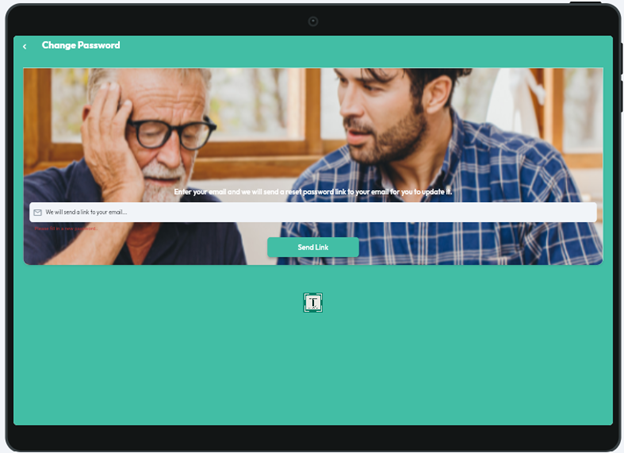 Change Password
Enter your email and we will send a reset password link to your email for you to update it.
We will send a link to your email...
Send Link
T